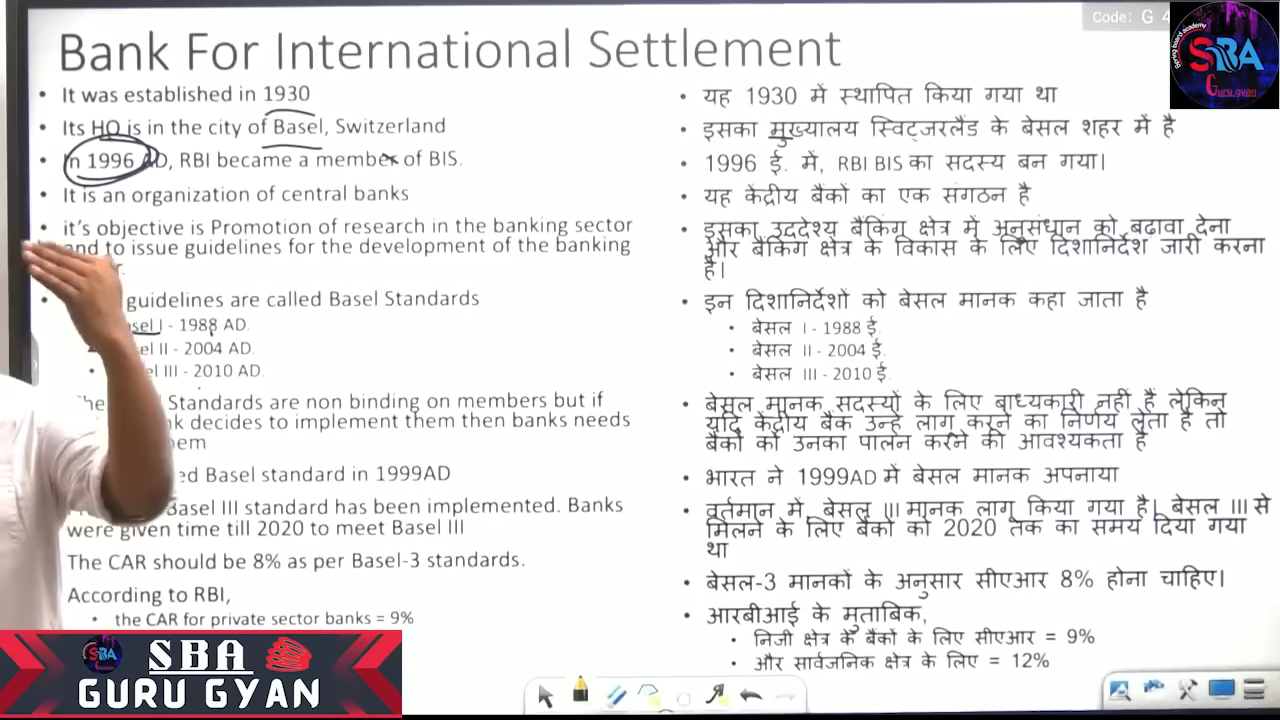 Code: G 4
Bank For International Settlement
SBA
Guru gyan
• It was established in 1930
• Its HQ is in the city of Basel, Switzerland
• In 1996 AD, RBI became a member of BIS.
• It is an organization of central banks
• it's objective is Promotion of research in the banking sector
and to issue guidelines for the development of the banking
guidelines are called Basel Standards
- 1988 AD.
II - 2004 AD.
III - 2010 AD.
Standards are non binding on members but if
decides to implement them then banks needs
Basel standard in 1999AD
Basel III standard has been implemented. Banks
were given time till 2020 to meet Basel III
The CAR should be 8% as per Basel-3 standards.
According to RBI,
• the CAR for private sector banks = 9%
• यह 1930 में स्थापित किया गया था
• इसका मुख्यालय स्विट्जरलैंड के बेसल शहर में है
• 1996 ई. में, RBI BIS का सदस्य बन गया।
• यह केंद्रीय बैंकों का एक संगठन है
• इसका उद्देश्य बैंकिंग क्षेत्र में अनुसंधान को बढ़ावा देना
और बैंकिंग क्षेत्र के विकास के लिए दिशानिर्देश जारी करना
है।
• इन दिशानिर्देशों को बेसल मानक कहा जाता है
• बेसल I - 1988 ई.
• बेसल II - 2004 ई.
• बेसल III - 2010 ई.
• बेसल मानक सदस्यों के लिए बाध्यकारी नहीं हैं लेकिन
यदि केंद्रीय बैंक उन्हें लागू करने का निर्णय लेता है तो
बैंकों को उनका पालन करने की आवश्यकता है
• भारत ने 1999AD में बेसल मानक अपनाया
• वर्तमान में, बेसल III मानक लागू किया गया है। बेसल III से
मिलने के लिए बैंकों को 2020 तक का समय दिया गया
था
• बेसल-3 मानकों के अनुसार सीएआर 8% होना चाहिए।
• आरबीआई के मुताबिक,
• निजी क्षेत्र के बैंकों के लिए सीएआर = 9%
• और सार्वजनिक क्षेत्र के लिए = 12%
SBA
SBA
GURU GYAN